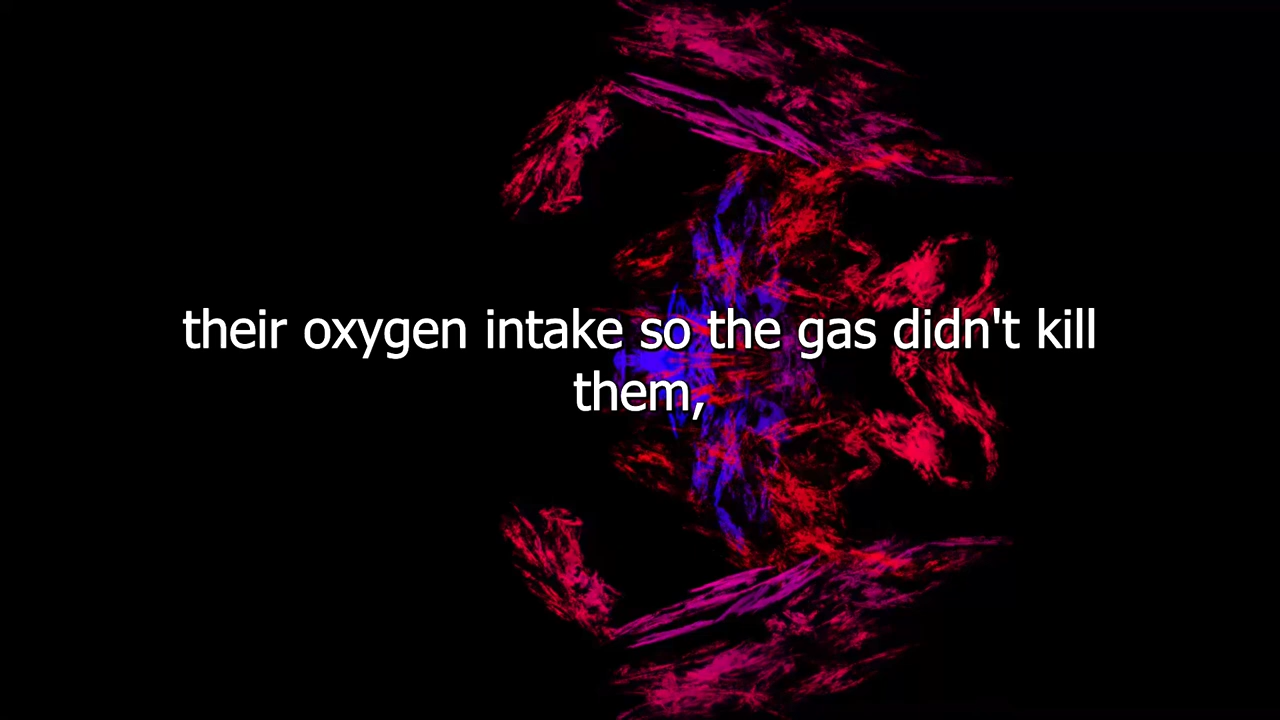 their oxygen intake so the gas didn't kill
them,